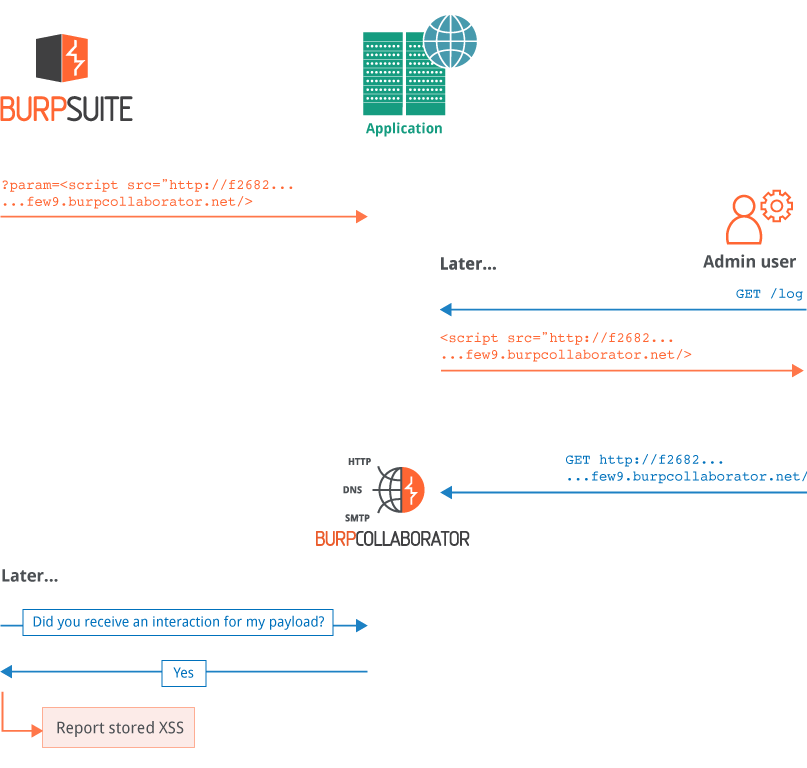 BURPSUITE
Application
?param=<script src="http://f2682...
...few9.burpcollaborator.net/>
Admin user
Later...
GET /log
<script src="http://f2682...
...few9.burpcollaborator.net/>
GET http://f2682...
...few9.burpcollaborator.net/
HTTP
DNS
SMTP
BURPCOLLABORATOR
Later...
Did you receive an interaction for my payload?
Yes
Report stored XSS